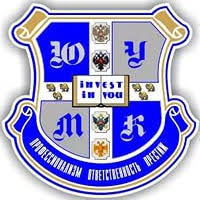 Ю У
invest
in you
М К
ПРОФЕССИОНАЛИЗМ ОТВЕТСТВЕННОСТЬ ПРЕСТИЖ